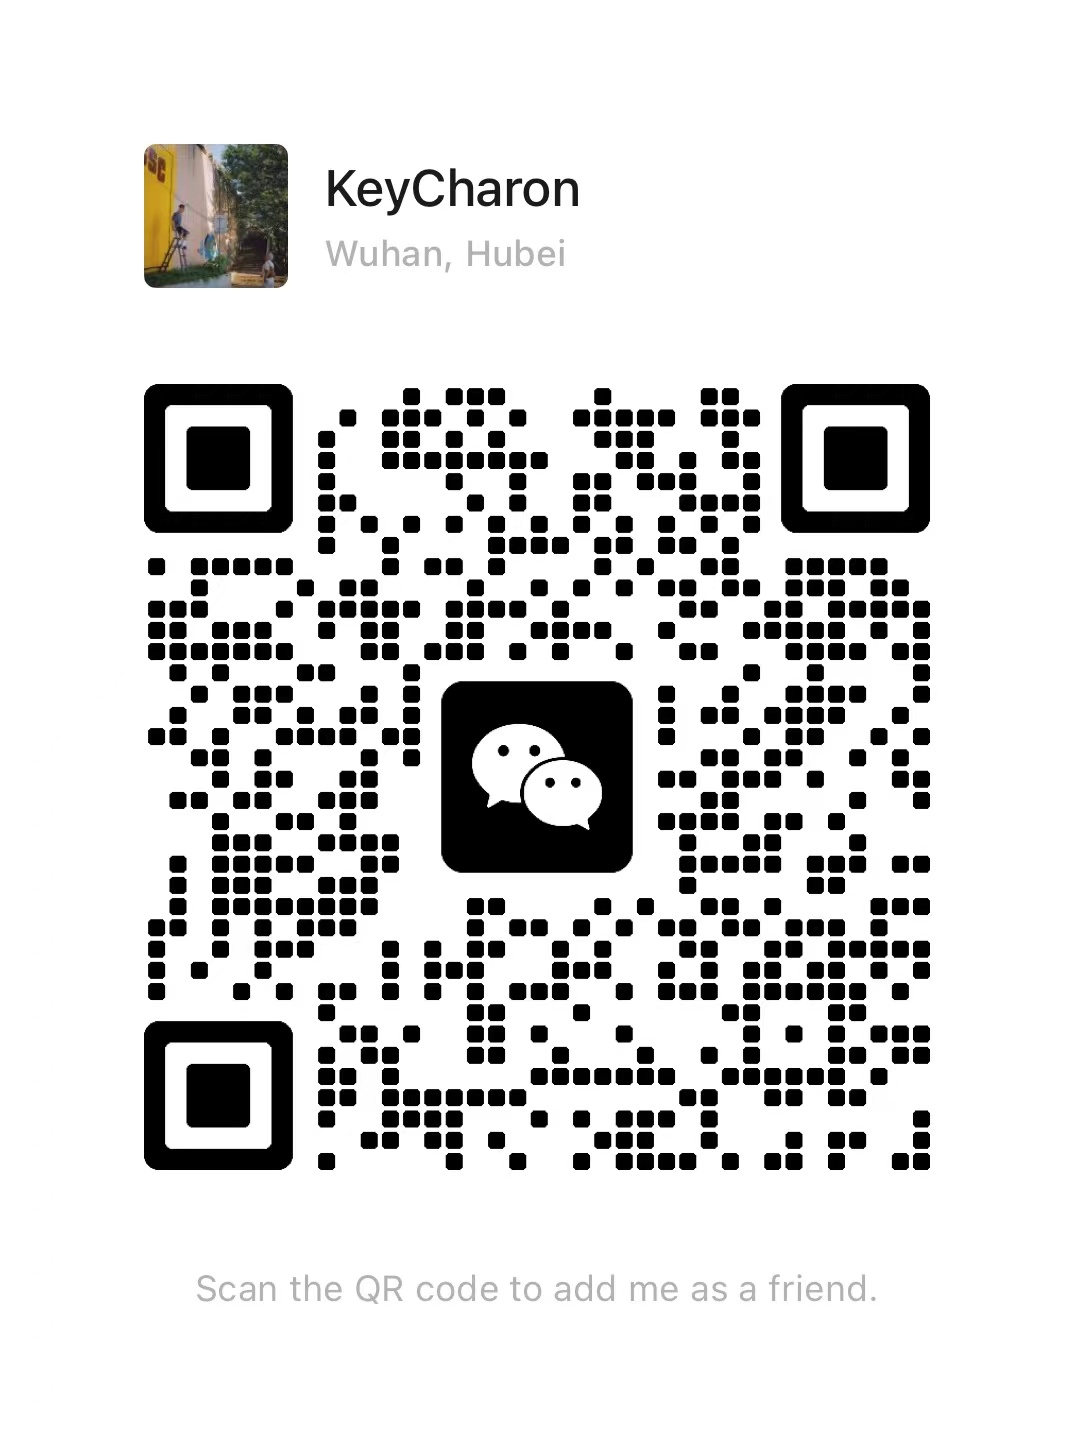 KeyCharon
Wuhan, Hubei
Scan the QR code to add me as a friend.